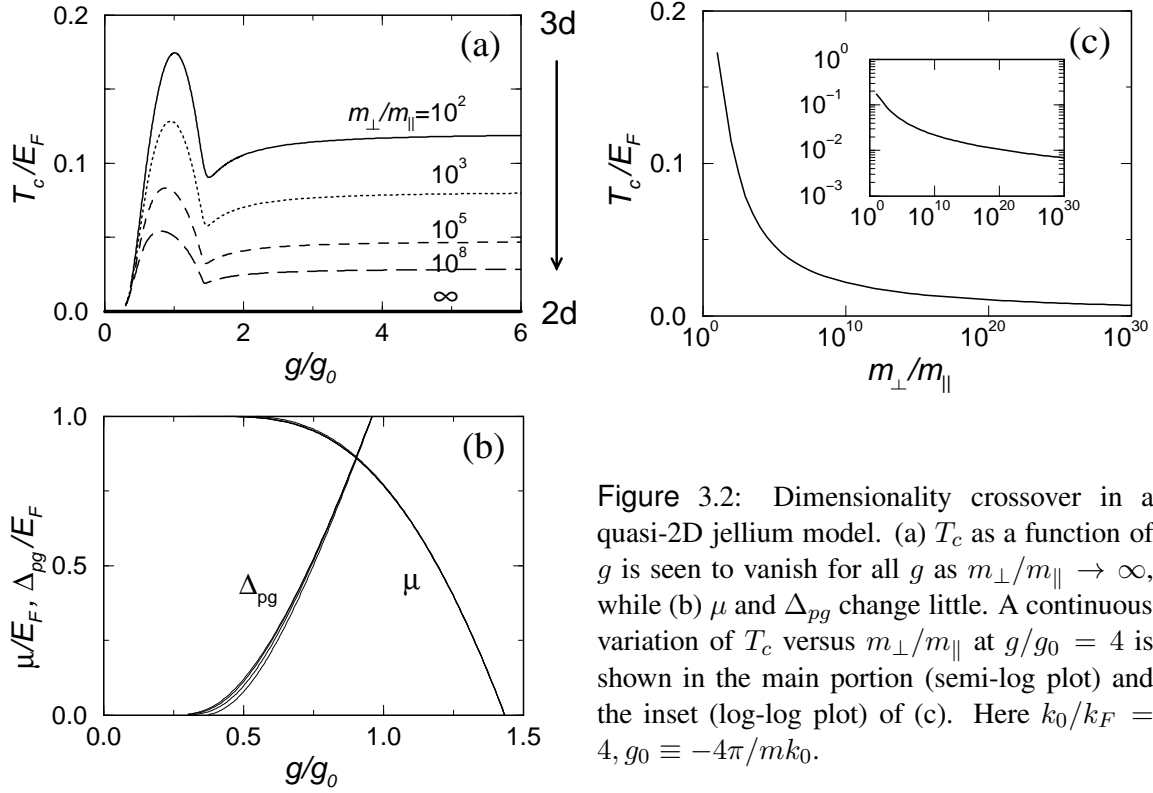 0.2
0.1
0.0
T_c/E_F
(a)
m_⊥/m_∥=10^2
10^3
10^5
10^8
∞
0 2 4 6
g/g_0
3d
2d
0.2
0.1
0.0
T_c/E_F
(c)
10^0
10^-1
10^-2
10^-3
10^0 10^10 10^20 10^30
10^0 10^10 10^20 10^30
m_⊥/m_∥
1.0
0.5
0.0
μ/E_F, Δ_pg/E_F
(b)
Δ_pg
μ
0.0 0.5 1.0 1.5
g/g_0
Figure 3.2: Dimensionality crossover in a
quasi-2D jellium model. (a) T_c as a function of
g is seen to vanish for all g as m_⊥/m_∥ → ∞,
while (b) μ and Δ_pg change little. A continuous
variation of T_c versus m_⊥/m_∥ at g/g_0 = 4 is
shown in the main portion (semi-log plot) and
the inset (log-log plot) of (c). Here k_0/k_F =
4, g_0 ≡ −4π/mk_0.